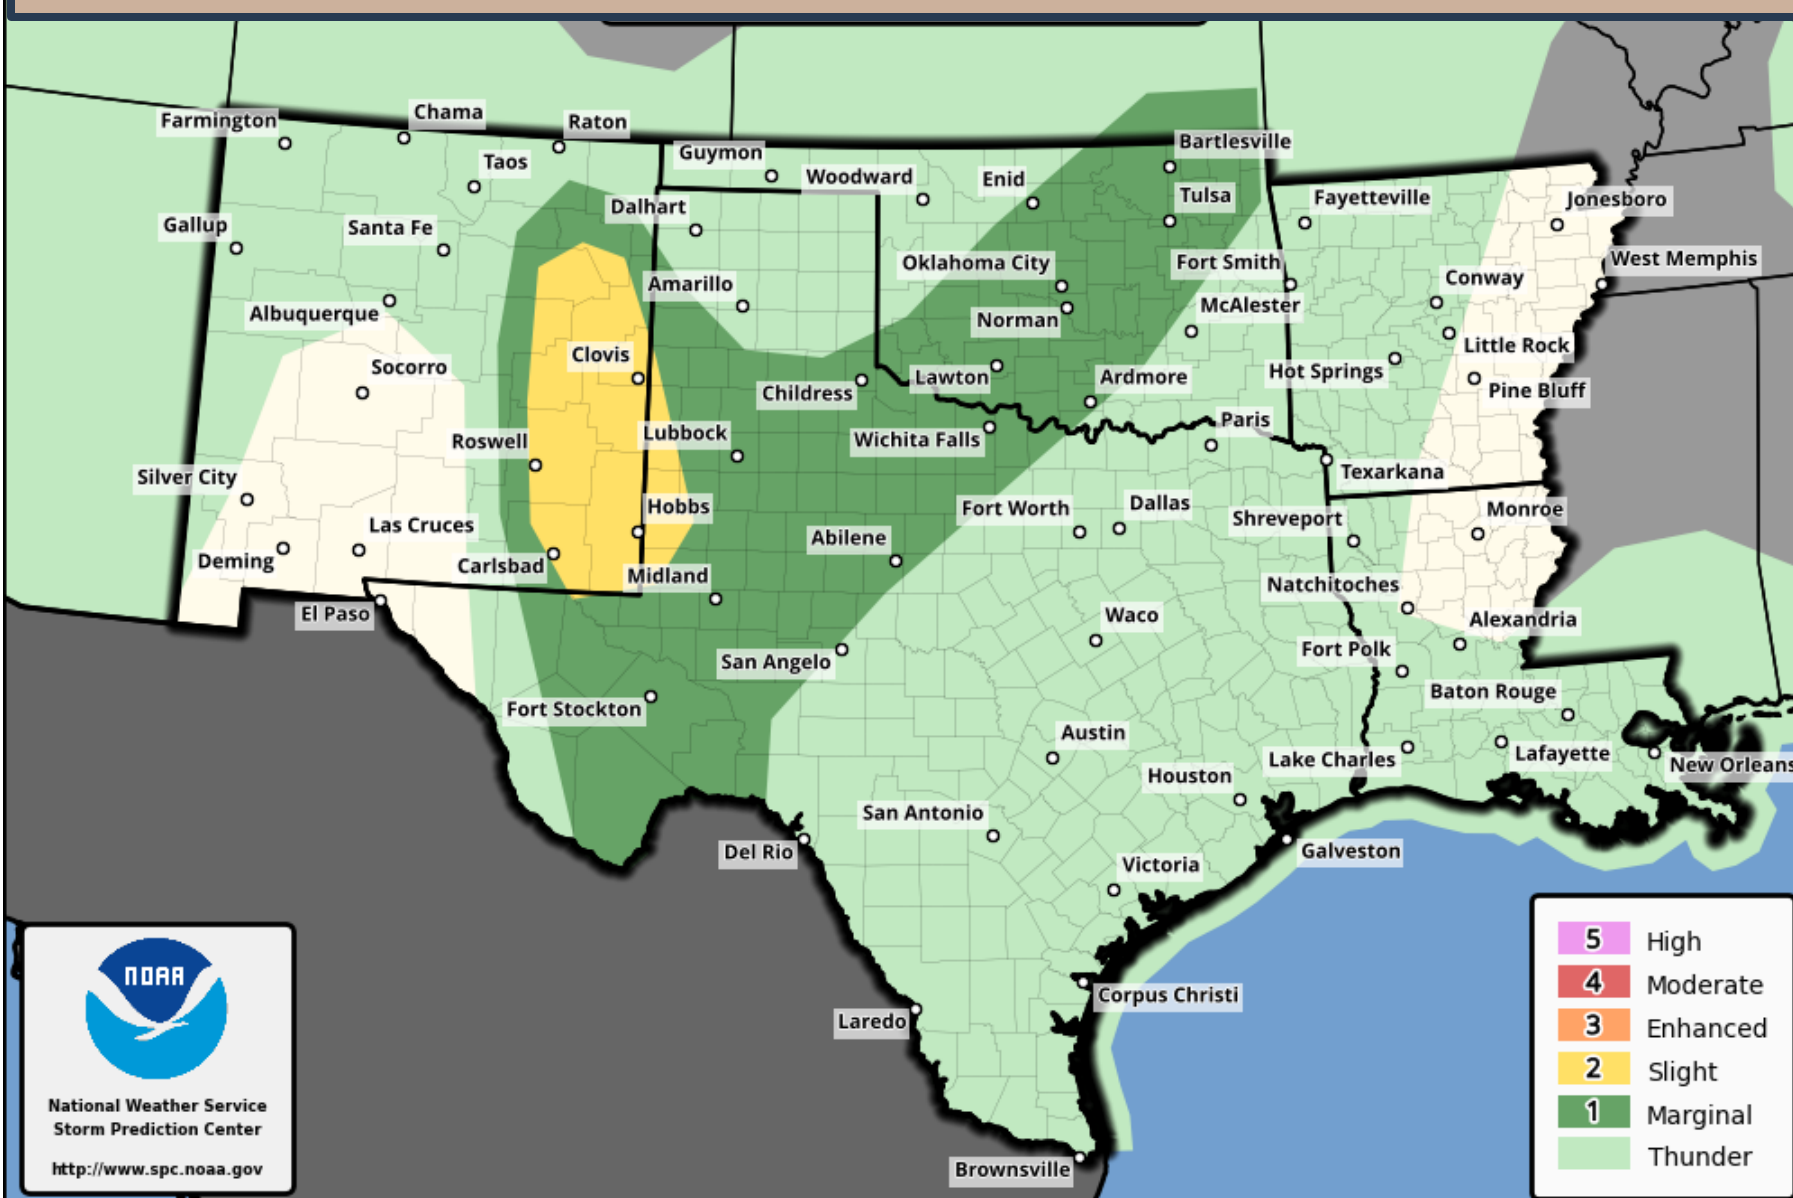 Farmington
Chama
Raton
Taos
Guymon
Woodward
Enid
Bartlesville
Tulsa
Fayetteville
Jonesboro
Gallup
Santa Fe
Dalhart
Oklahoma City
Fort Smith
Conway
West Memphis
Albuquerque
Amarillo
Norman
McAlester
Little Rock
Socorro
Clovis
Childress
Lawton
Ardmore
Hot Springs
Pine Bluff
Roswell
Lubbock
Wichita Falls
Paris
Texarkana
Silver City
Hobbs
Fort Worth
Dallas
Shreveport
Monroe
Las Cruces
Deming
Carlsbad
Midland
Abilene
Natchitoches
El Paso
Waco
Alexandria
San Angelo
Fort Polk
Fort Stockton
Baton Rouge
Austin
Lake Charles
Lafayette
New Orleans
Houston
San Antonio
Del Rio
Galveston
Victoria
Laredo
Corpus Christi
Brownsville
NOAA
National Weather Service
Storm Prediction Center
http://www.spc.noaa.gov
5 High
4 Moderate
3 Enhanced
2 Slight
1 Marginal
Thunder